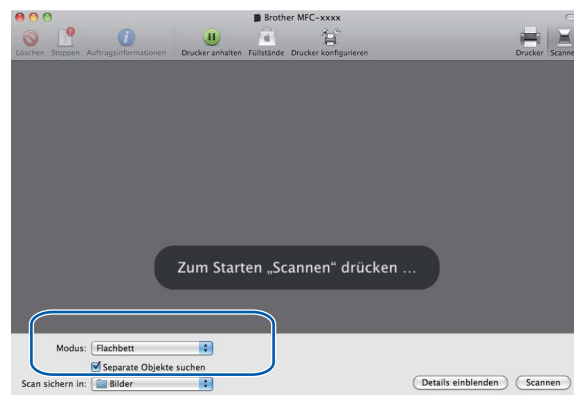 Brother MFC-xxxx
Löschen Stoppen Auftragsinformationen Drucker anhalten Füllstände Drucker konfigurieren Drucker
Zum Starten „Scannen“ drücken ...
Modus: Flachbett
Separate Objekte suchen
Scan sichern in: Bilder
Details einblenden Scannen